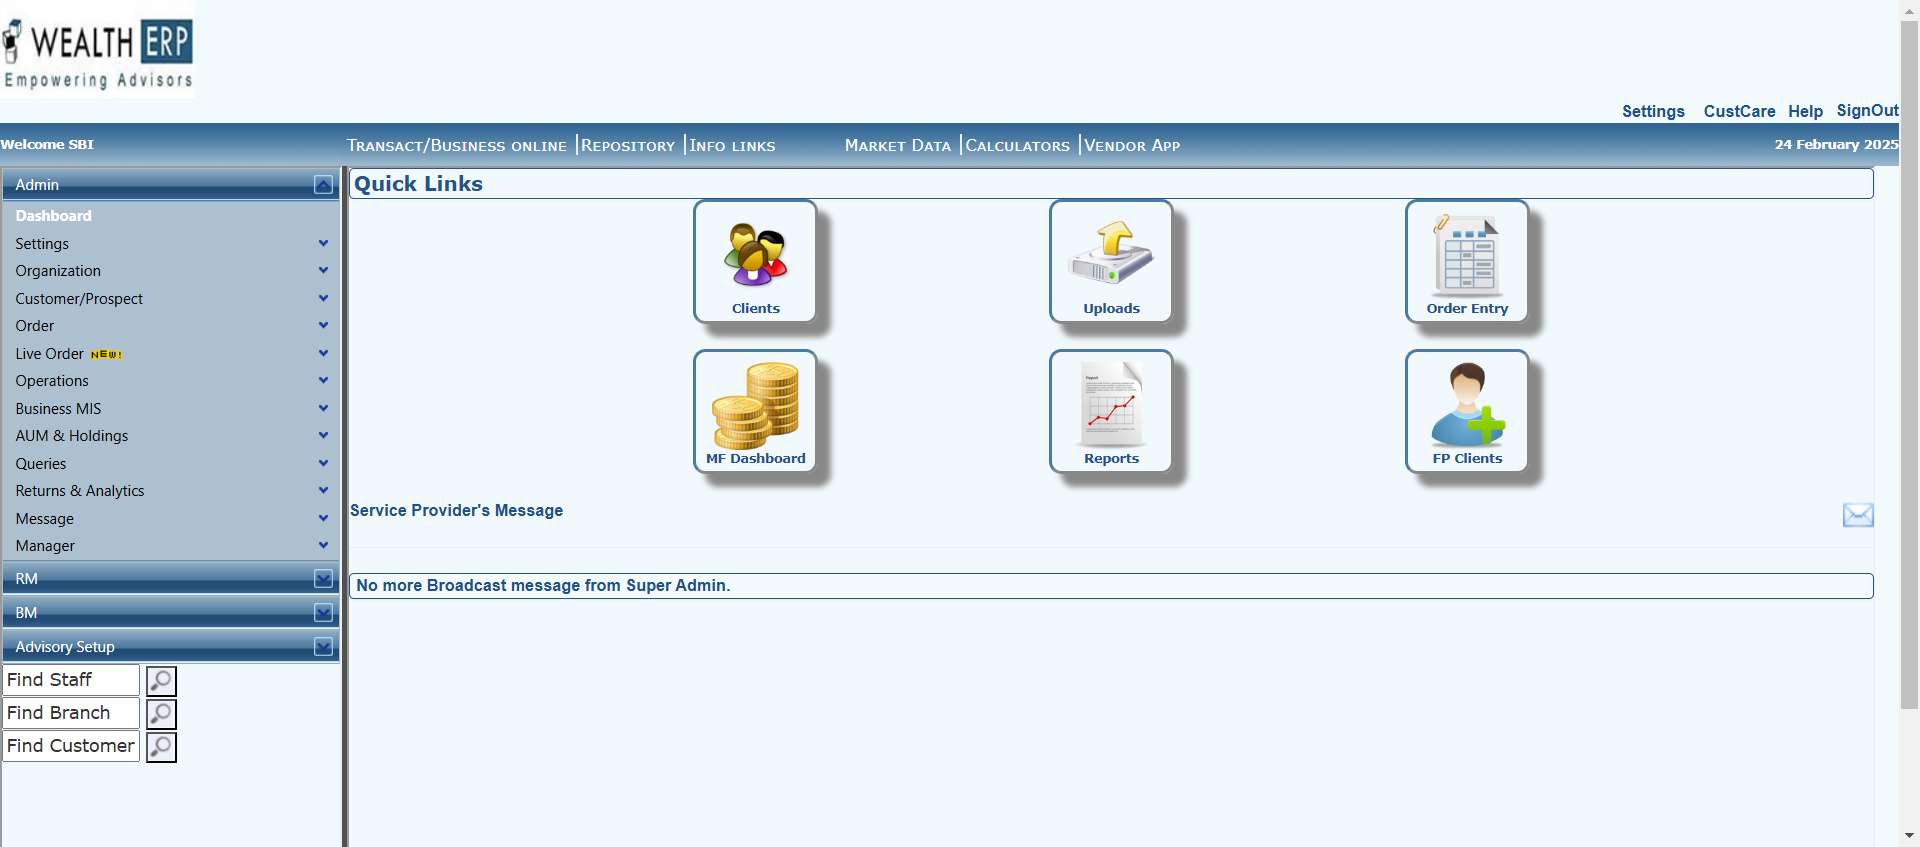 WEALTH ERP
Empowering Advisors
Settings CustCare Help SignOut
Welcome SBI
TRANSACT/BUSINESS ONLINE REPOSITORY INFO LINKS MARKET DATA CALCULATORS VENDOR APP
24 February 2025
Admin
Dashboard
Settings
Organization
Customer/Prospect
Order
Live Order NEW!
Operations
Business MIS
AUM & Holdings
Queries
Returns & Analytics
Message
Manager
RM
BM
Advisory Setup
Find Staff
Find Branch
Find Customer
Quick Links
Clients
Uploads
Order Entry
MF Dashboard
Report
Reports
FP Clients
Service Provider's Message
No more Broadcast message from Super Admin.